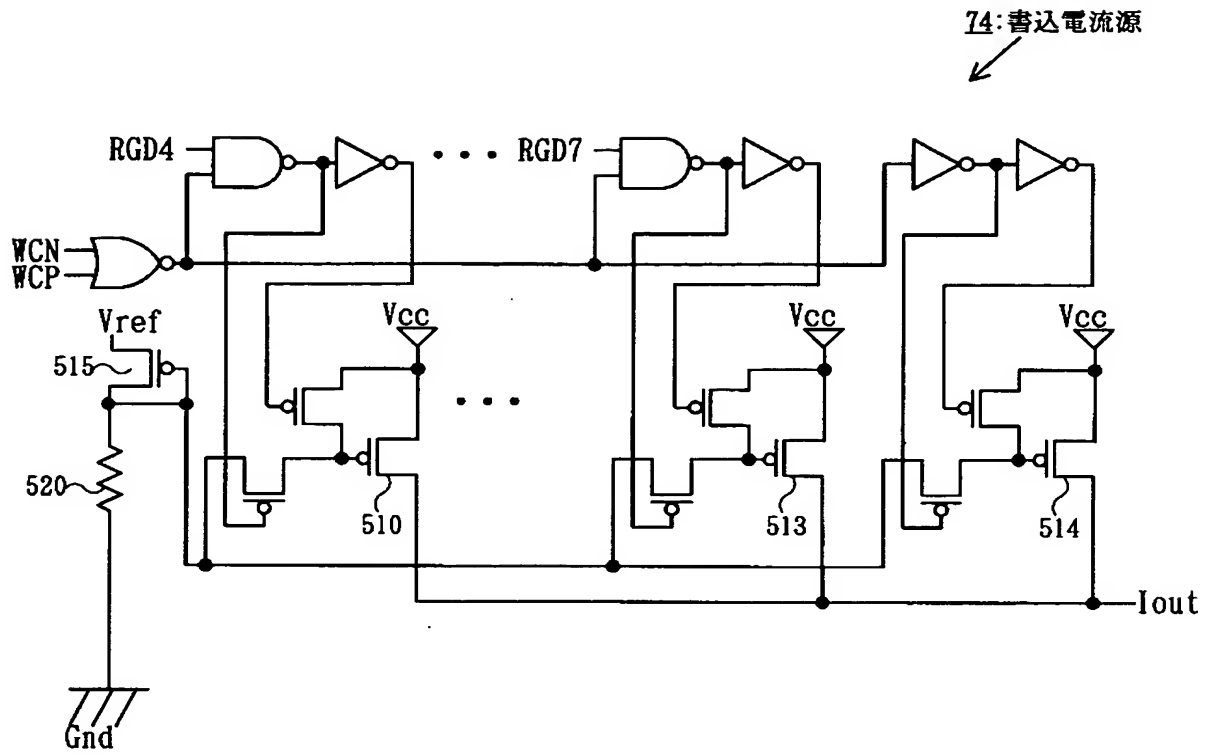 74:書込電流源
RGD4
RGD7
WCN
WCP
Vref
Vcc
Vcc
Vcc
515
520
510
513
514
Iout
Gnd